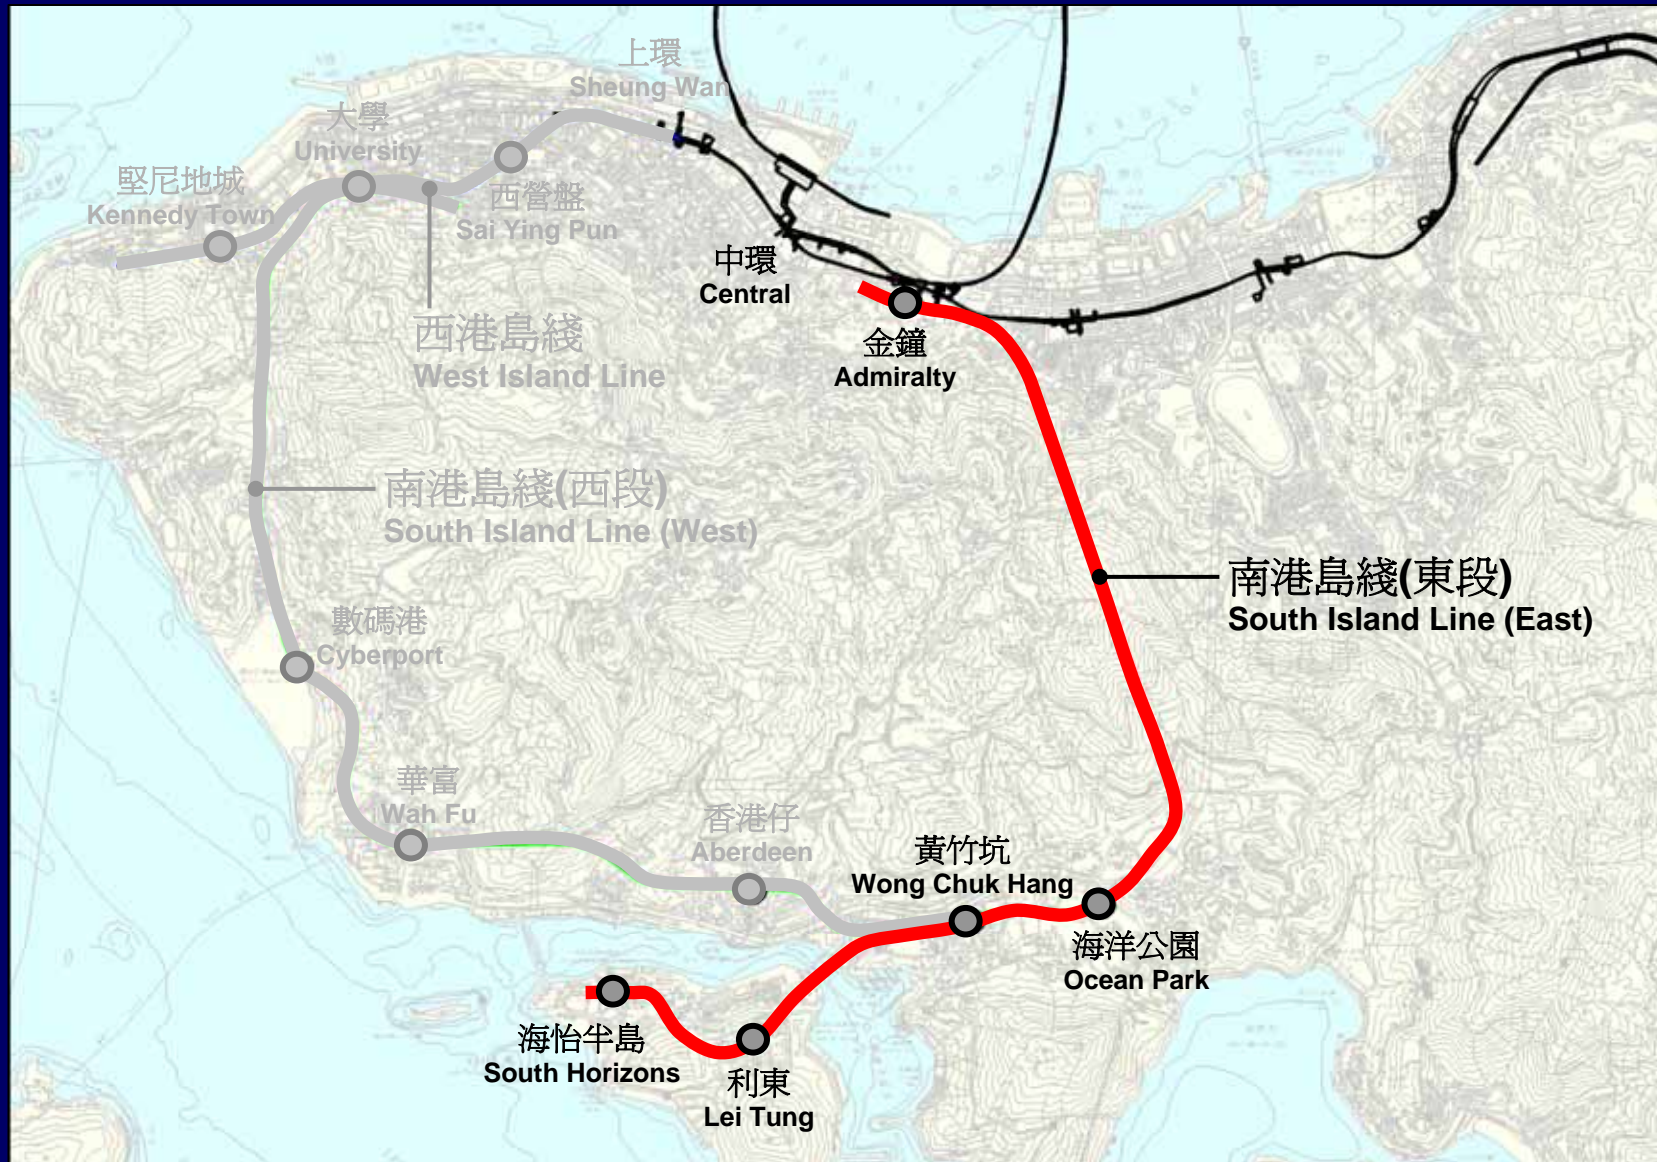 上環
Sheung Wan
大學
University
堅尼地城
Kennedy Town
西營盤
Sai Ying Pun
中環
Central
西港島綫
West Island Line
金鐘
Admiralty
南港島綫(西段)
South Island Line (West)
南港島綫(東段)
South Island Line (East)
數碼港
Cyberport
華富
Wah Fu
香港仔
Aberdeen
黃竹坑
Wong Chuk Hang
海洋公園
Ocean Park
海怡半島
South Horizons
利東
Lei Tung